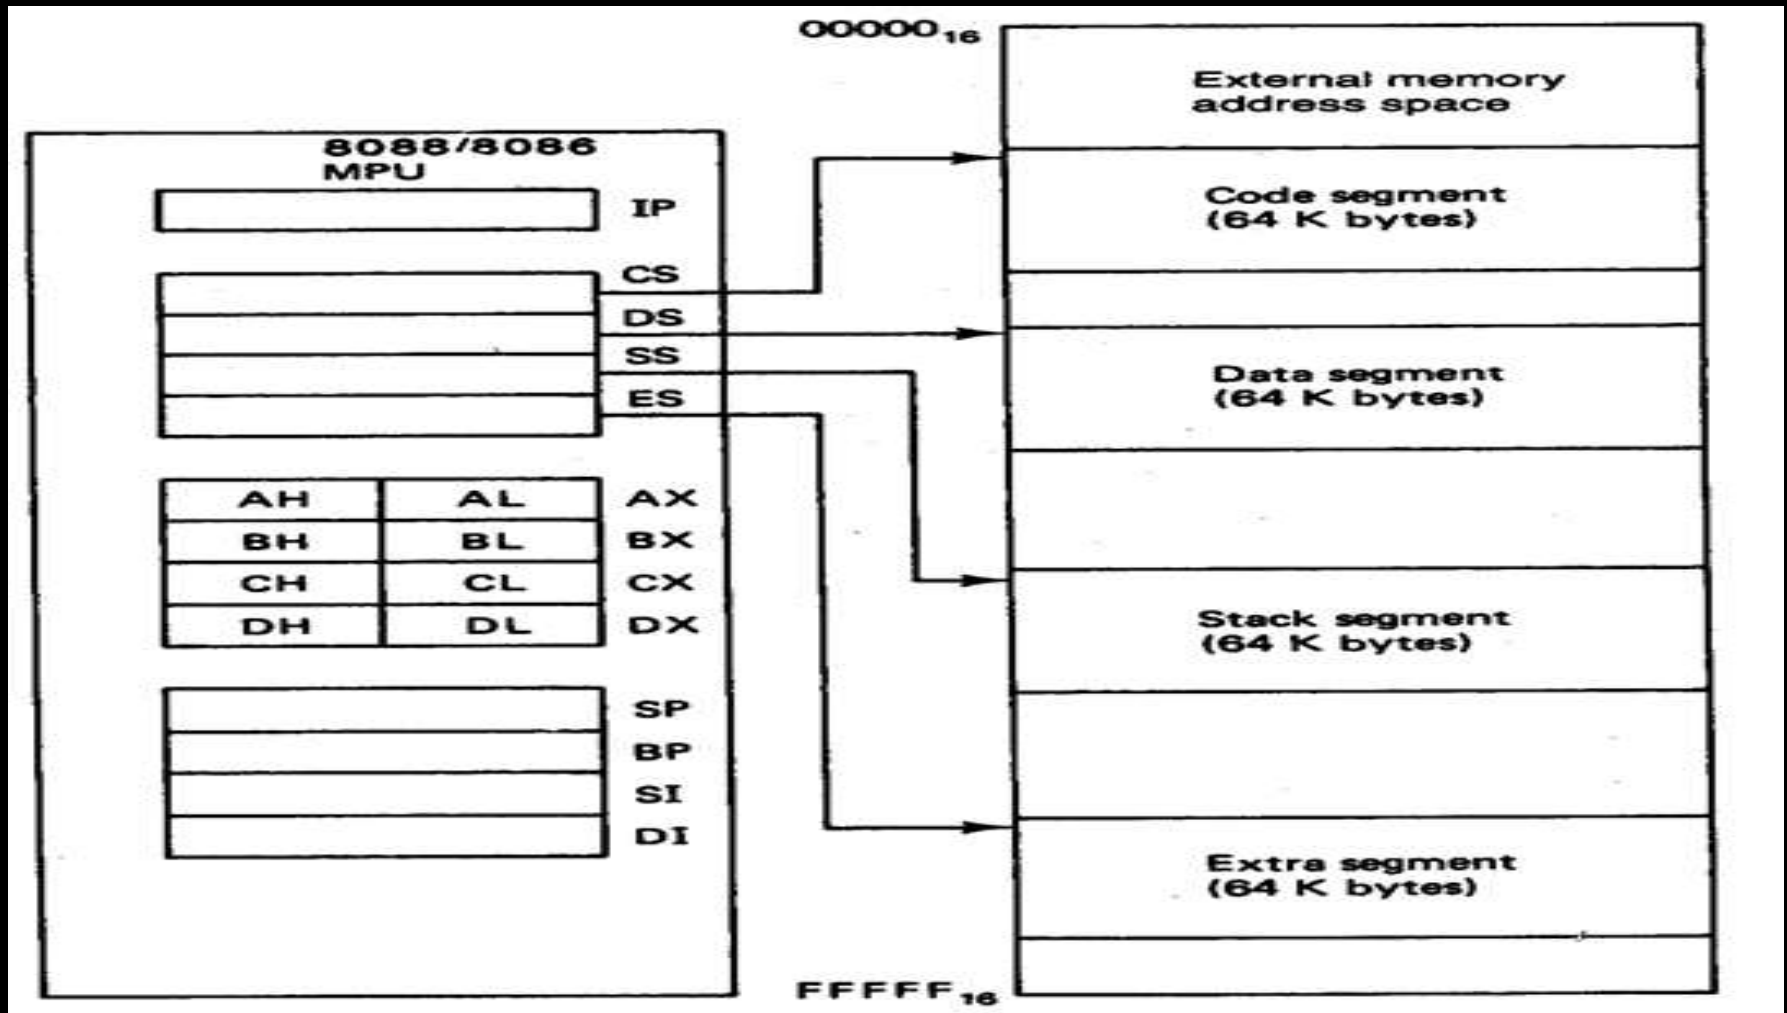 00000₁₆
External memory
address space
8088/8086
MPU
IP
CS
DS
SS
ES
AH AL AX
BH BL BX
CH CL CX
DH DL DX
SP
BP
SI
DI
Code segment
(64 K bytes)
Data segment
(64 K bytes)
Stack segment
(64 K bytes)
Extra segment
(64 K bytes)
FFFFF₁₆